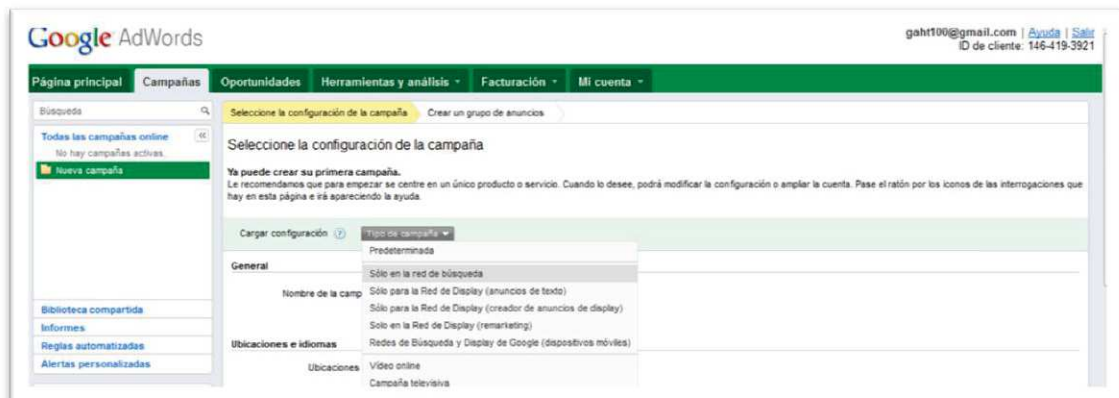 Google AdWords
gaht100@gmail.com | Ayuda | Salir
ID de cliente: 146-419-3921
Página principal Campañas Oportunidades Herramientas y análisis Facturación Mi cuenta
Búsqueda
Todas las campañas online
No hay campañas activas.
Nueva campaña
Biblioteca compartida
Informes
Reglas automatizadas
Alertas personalizadas
Seleccione la configuración de la campaña Crear un grupo de anuncios
Seleccione la configuración de la campaña
Ya puede crear su primera campaña.
Le recomendamos que para empezar se centre en un único producto o servicio. Cuando lo desee, podrá modificar la configuración o ampliar la cuenta. Pase el ratón por los iconos de las interrogaciones que
hay en esta página e irá apareciendo la ayuda.
Cargar configuración ? Tipo de campaña
Predeterminada
Sólo en la red de búsqueda
Sólo para la Red de Display (anuncios de texto)
Sólo para la Red de Display (creador de anuncios de display)
Solo en la Red de Display (remarketing)
Redes de Búsqueda y Display de Google (dispositivos móviles)
Vídeo online
Campaña televisiva
General
Nombre de la camp
Ubicaciones e idiomas
Ubicaciones